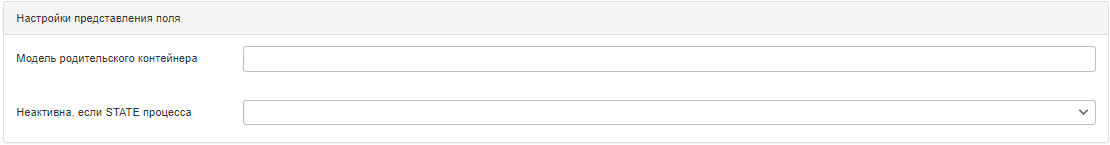 Настройки представления поля
Модель родительского контейнера
Неактивна, если STATE процесса